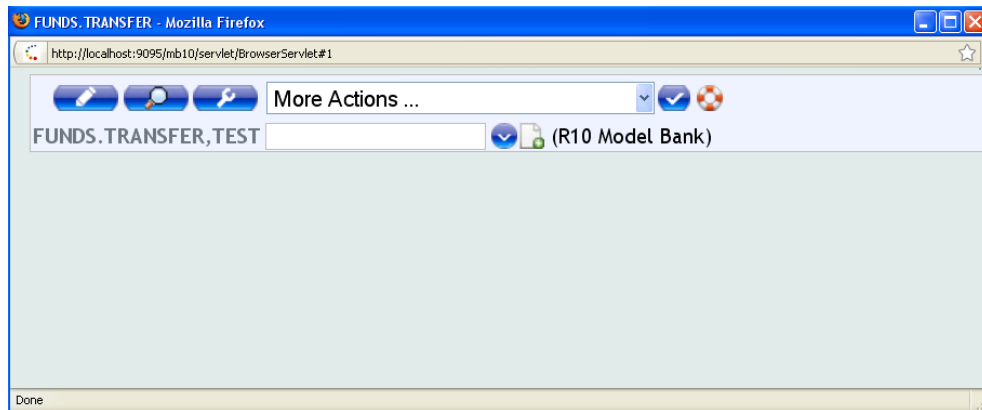 FUNDS.TRANSFER - Mozilla Firefox
http://localhost:9095/mb10/servlet/BrowserServlet#1
More Actions ...
FUNDS.TRANSFER,TEST (R10 Model Bank)
Done